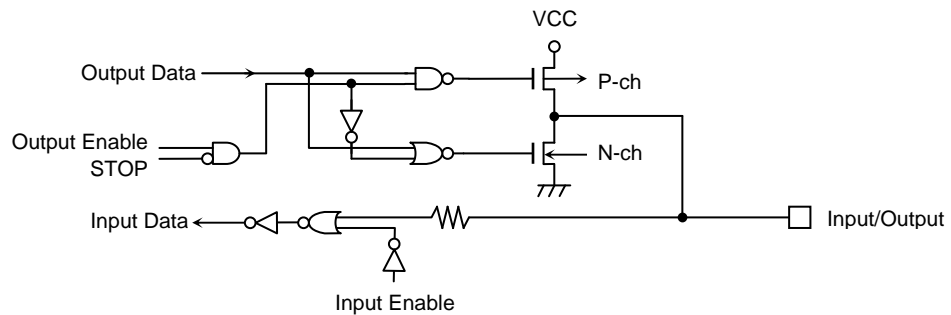 VCC
Output Data
P-ch
Output Enable
STOP
N-ch
Input Data
Input/Output
Input Enable